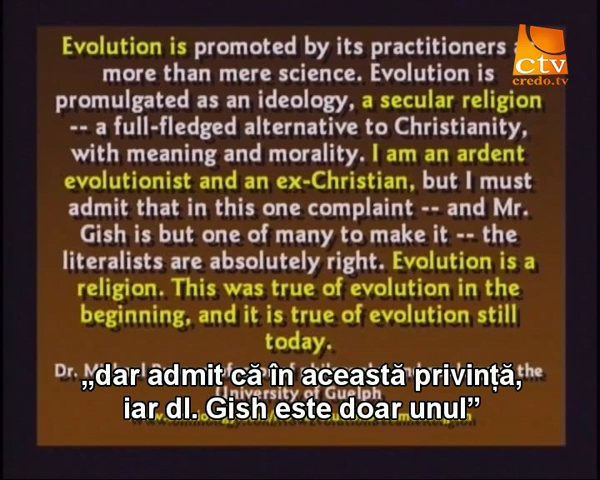 ctv
credo.tv
Evolution is promoted by its practitioners
more than mere science. Evolution is
promulgated as an ideology, a secular religion
-- a full-fledged alternative to Christianity,
with meaning and morality. I am an ardent
evolutionist and an ex-Christian, but I must
admit that in this one complaint -- and Mr.
Gish is but one of many to make it -- the
literalists are absolutely right. Evolution is a
religion. This was true of evolution in the
beginning, and it is true of evolution still
today.
Dr. the
University of Guelph
„dar admit că în această privință,
iar dl. Gish este doar unul”